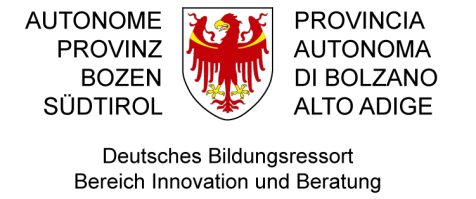 AUTONOME
PROVINZ
BOZEN
SÜDTIROL
PROVINCIA
AUTONOMA
DI BOLZANO
ALTO ADIGE
Deutsches Bildungsressort
Bereich Innovation und Beratung